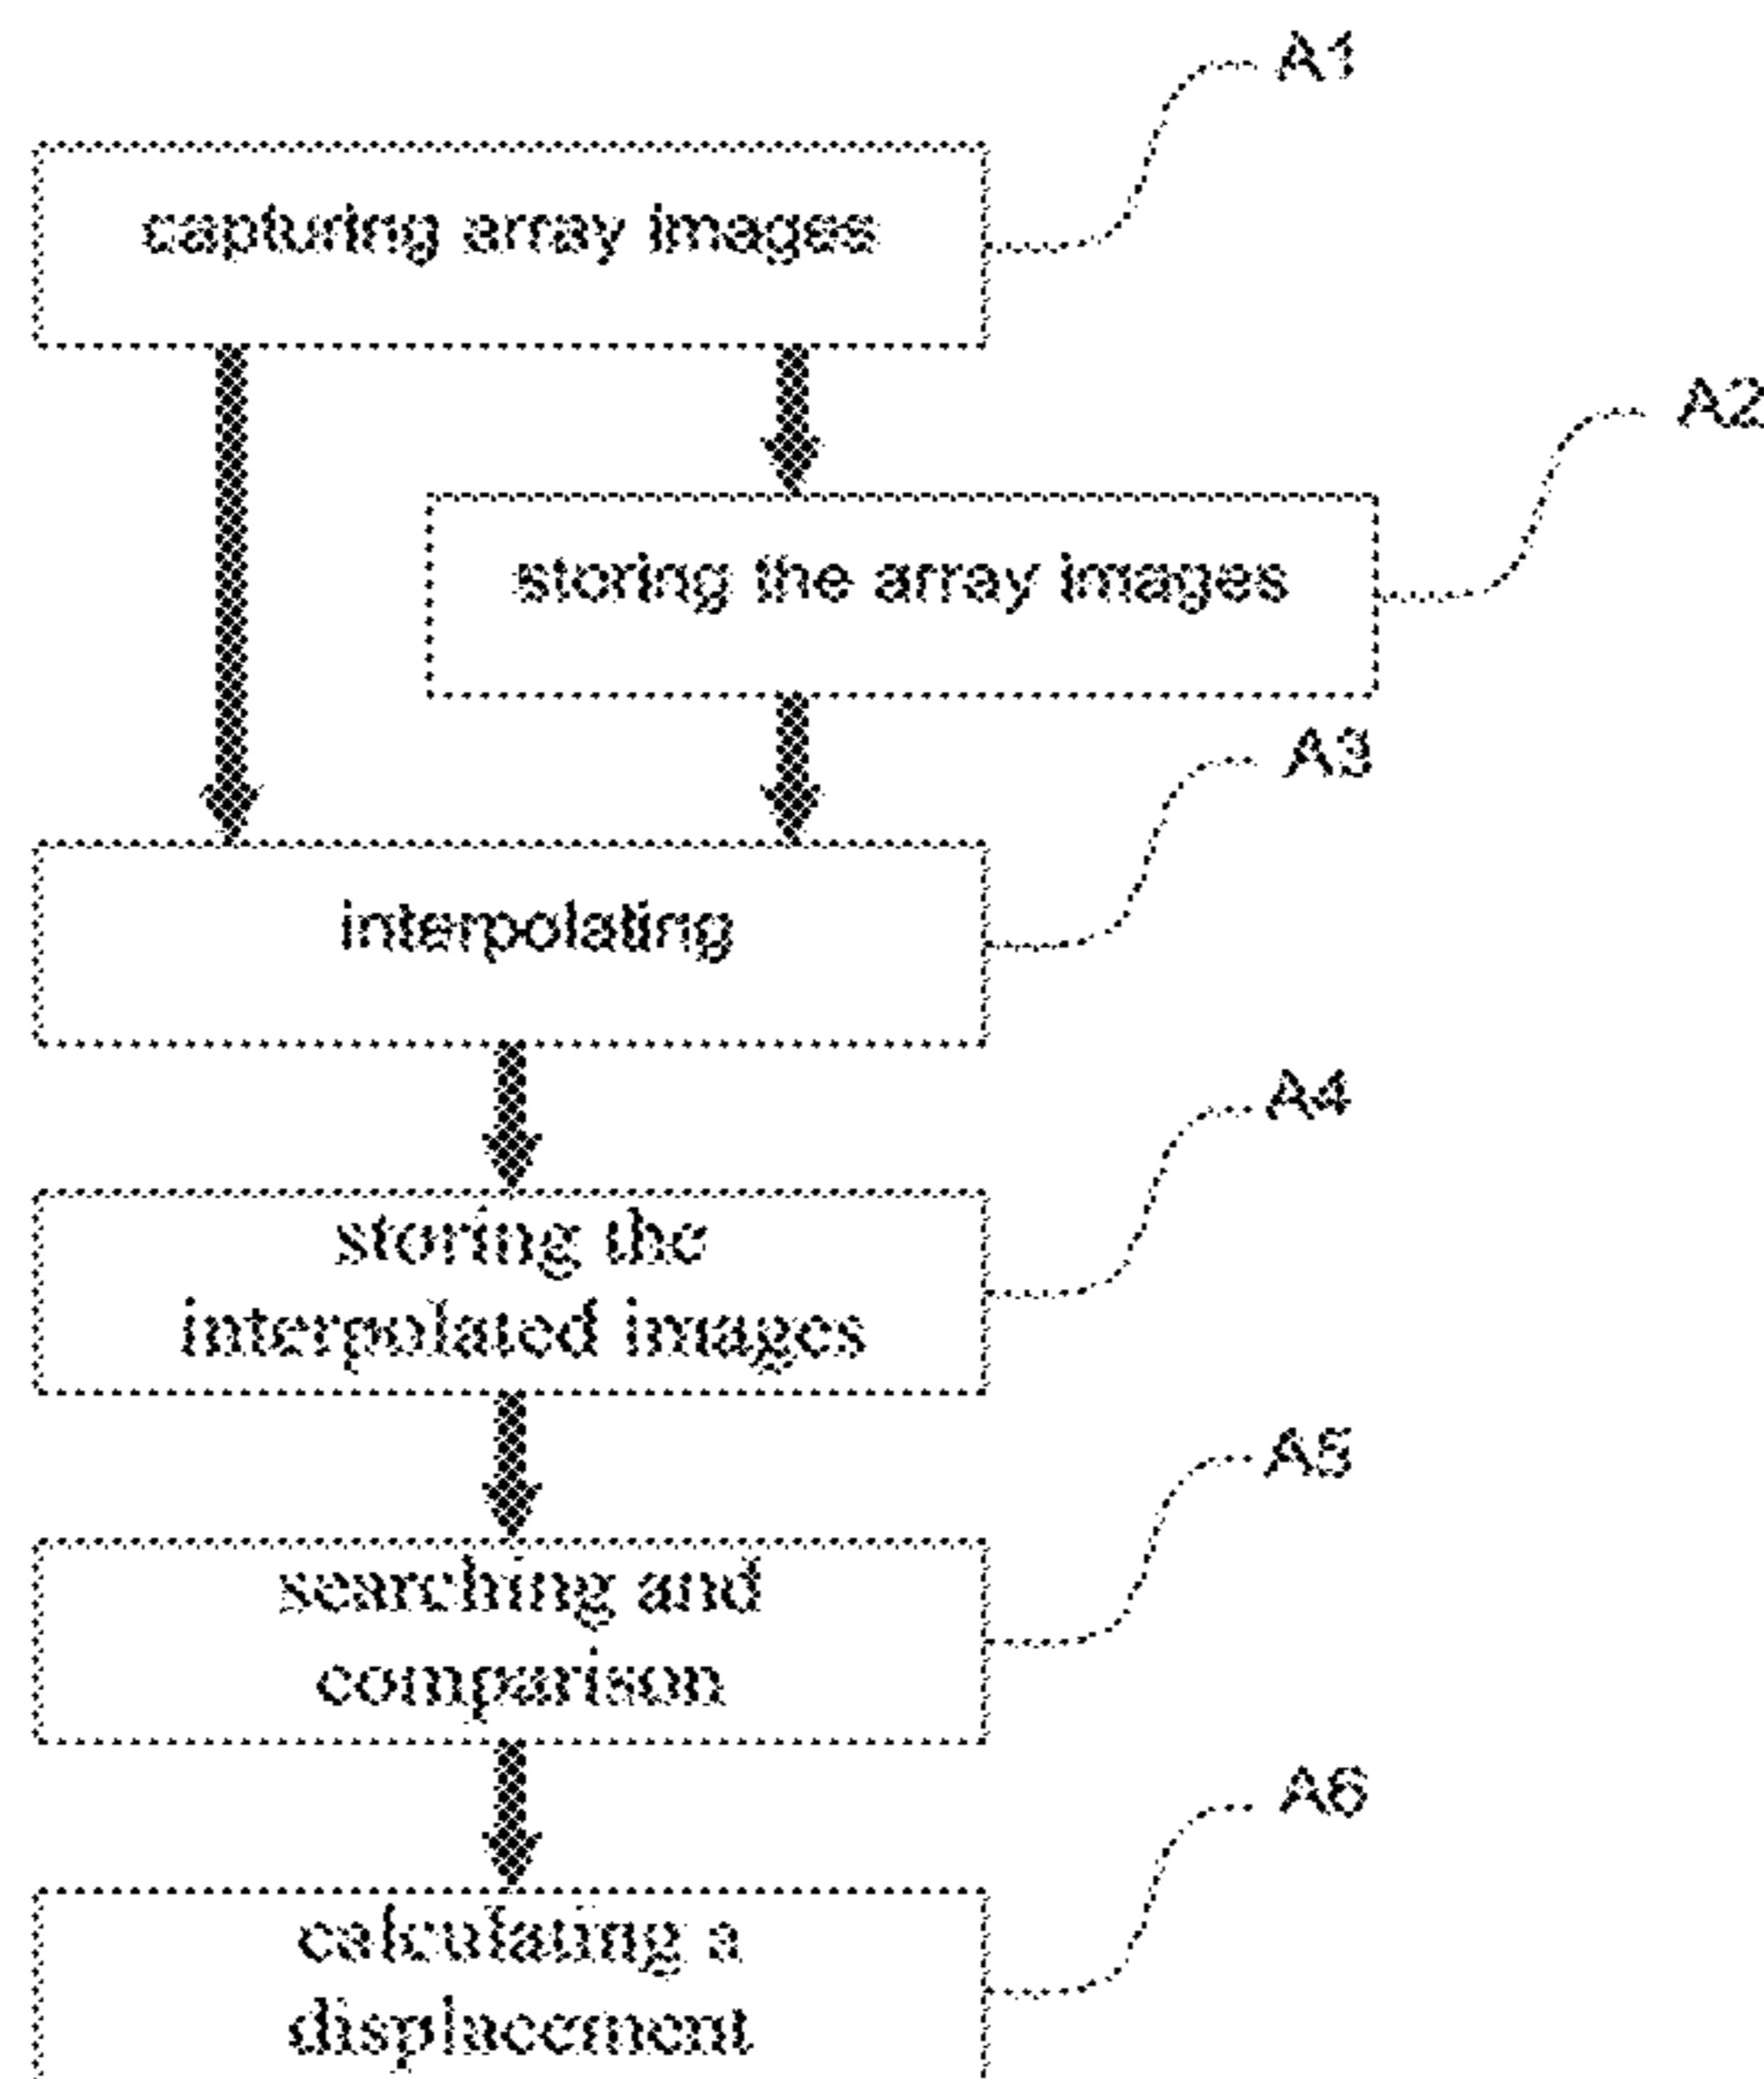 A1
capturing array images
A2
storing the array images
A3
interpolating
A4
storing the
interpolated images
A5
searching and
comparison
A6
calculating a
displacement